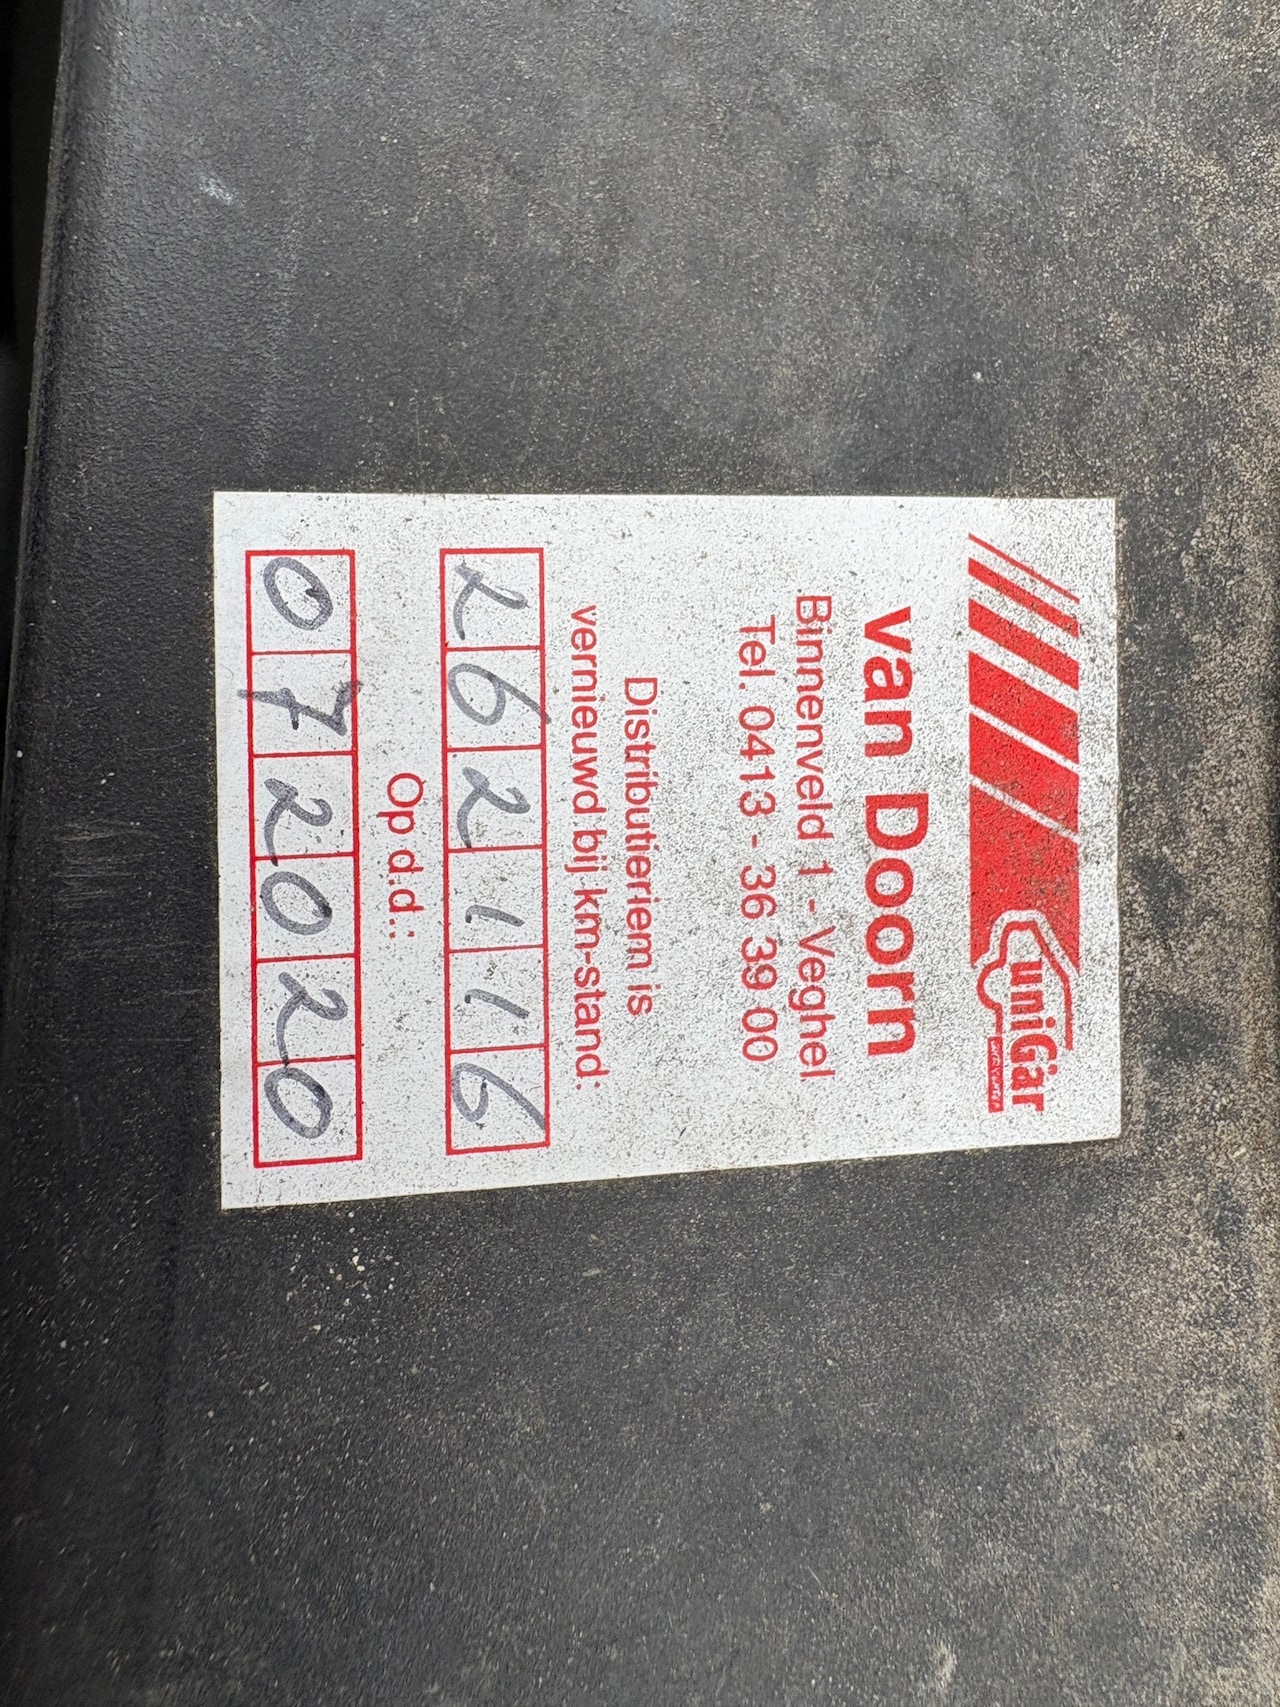 uniGar
van Doorn
Binnenveld 1 - Veghel
Tel. 0413 - 36 39 00
Distributieriem is
vernieuwd bij km-stand:
262116
Op d.d.:
072020